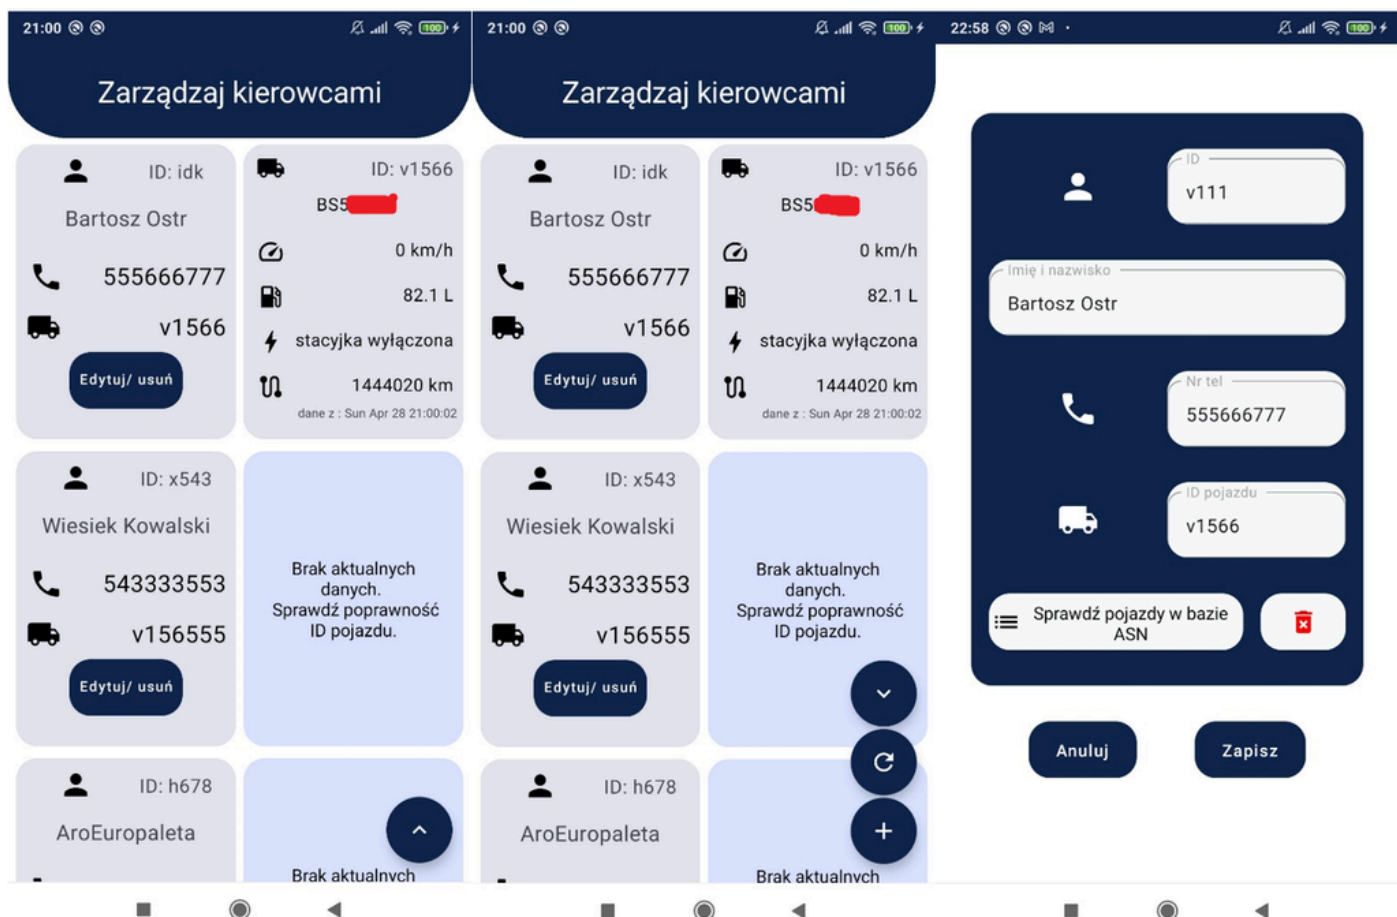 21:00
100
Zarządzaj kierowcami
ID: idk
Bartosz Ostr
555666777
v1566
Edytuj/ usuń
ID: v1566
BS5
0 km/h
82.1 L
stacyjka wyłączona
1444020 km
dane z : Sun Apr 28 21:00:02
ID: x543
Wiesiek Kowalski
543333553
v156555
Edytuj/ usuń
Brak aktualnych
danych.
Sprawdź poprawność
ID pojazdu.
ID: h678
AroEuropaleta
Brak aktualnych
21:00
100
Zarządzaj kierowcami
ID: idk
Bartosz Ostr
555666777
v1566
Edytuj/ usuń
ID: v1566
BS5
0 km/h
82.1 L
stacyjka wyłączona
1444020 km
dane z : Sun Apr 28 21:00:02
ID: x543
Wiesiek Kowalski
543333553
v156555
Edytuj/ usuń
Brak aktualnych
danych.
Sprawdź poprawność
ID pojazdu.
ID: h678
AroEuropaleta
Brak aktualnych
22:58
100
ID
v111
Imię i nazwisko
Bartosz Ostr
Nr tel
555666777
ID pojazdu
v1566
Sprawdź pojazdy w bazie
ASN
Anuluj
Zapisz